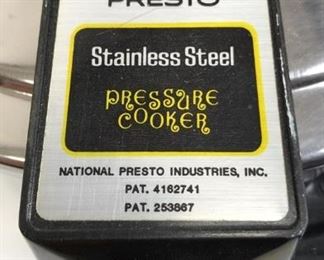 PRESTO
Stainless Steel
PRESSURE
COOKER
NATIONAL PRESTO INDUSTRIES, INC.
PAT. 4162741
PAT. 253867